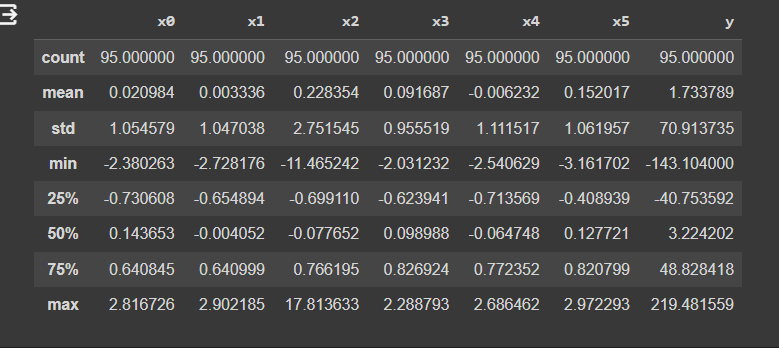 x0 x1 x2 x3 x4 x5 y
count 95.000000 95.000000 95.000000 95.000000 95.000000 95.000000 95.000000
mean 0.020984 0.003336 0.228354 0.091687 -0.006232 0.152017 1.733789
std 1.054579 1.047038 2.751545 0.955519 1.111517 1.061957 70.913735
min -2.380263 -2.728176 -11.465242 -2.031232 -2.540629 -3.161702 -143.104000
25% -0.730608 -0.654894 -0.699110 -0.623941 -0.713569 -0.408939 -40.753592
50% 0.143653 -0.004052 -0.077652 0.098988 -0.064748 0.127721 3.224202
75% 0.640845 0.640999 0.766195 0.826924 0.772352 0.820799 48.828418
max 2.816726 2.902185 17.813633 2.288793 2.686462 2.972293 219.481559